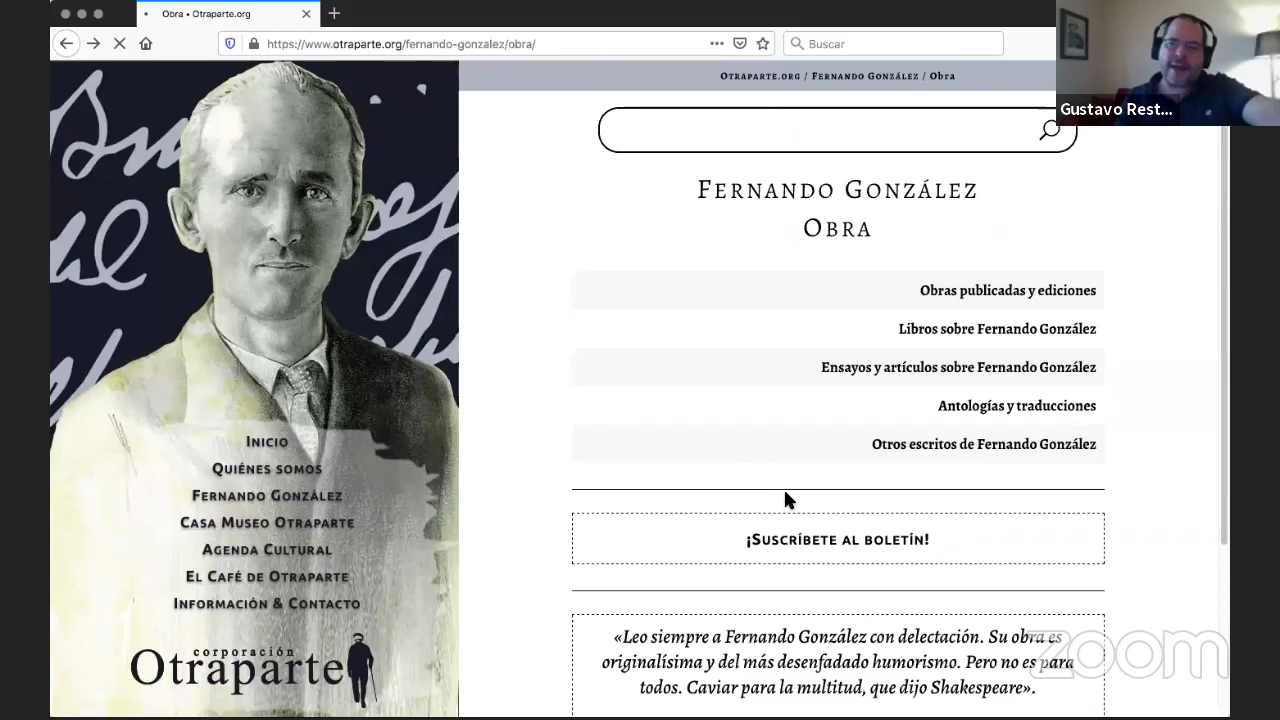 Obra • Otraparte.org
https://www.otraparte.org/fernando-gonzalez/obra/
Buscar
Otraparte.org / Fernando González / Obra
Gustavo Rest...
Fernando González
Obra
Obras publicadas y ediciones
Libros sobre Fernando González
Ensayos y artículos sobre Fernando González
Antologías y traducciones
Otros escritos de Fernando González
¡Suscríbete al boletín!
«Leo siempre a Fernando González con delectación. Su obra es
originalísima y del más desenfadado humorismo. Pero no es para
todos. Caviar para la multitud, que dijo Shakespeare».
Inicio
Quiénes somos
Fernando González
Casa Museo Otraparte
Agenda Cultural
El Café de Otraparte
Información & Contacto
corporación
Otraparte
zoom